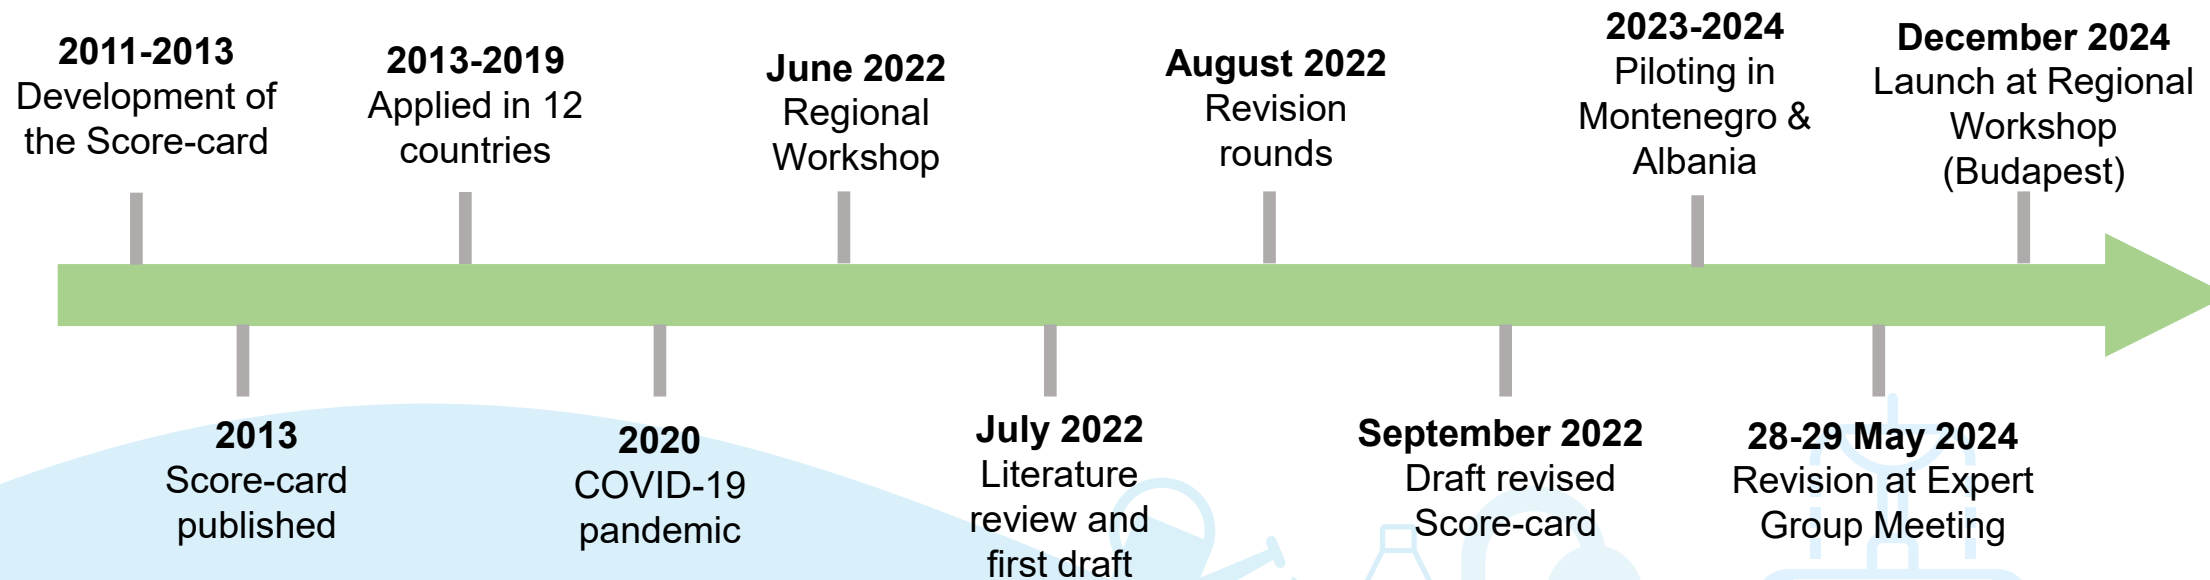 2011-2013
Development of
the Score-card
2013-2019
Applied in 12
countries
June 2022
Regional
Workshop
August 2022
Revision
rounds
2023-2024
Piloting in
Montenegro &
Albania
December 2024
Launch at Regional
Workshop
(Budapest)
2013
Score-card
published
2020
COVID-19
pandemic
July 2022
Literature
review and
first draft
September 2022
Draft revised
Score-card
28-29 May 2024
Revision at Expert
Group Meeting